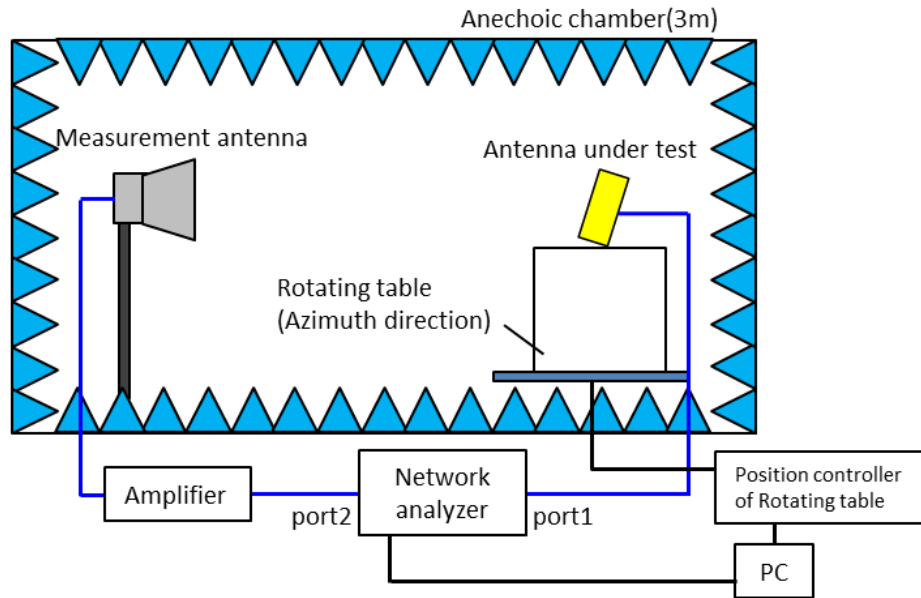 Anechoic chamber(3m)
Measurement antenna
Antenna under test
Rotating table
(Azimuth direction)
Amplifier
port2
Network
analyzer
port1
Position controller
of Rotating table
PC